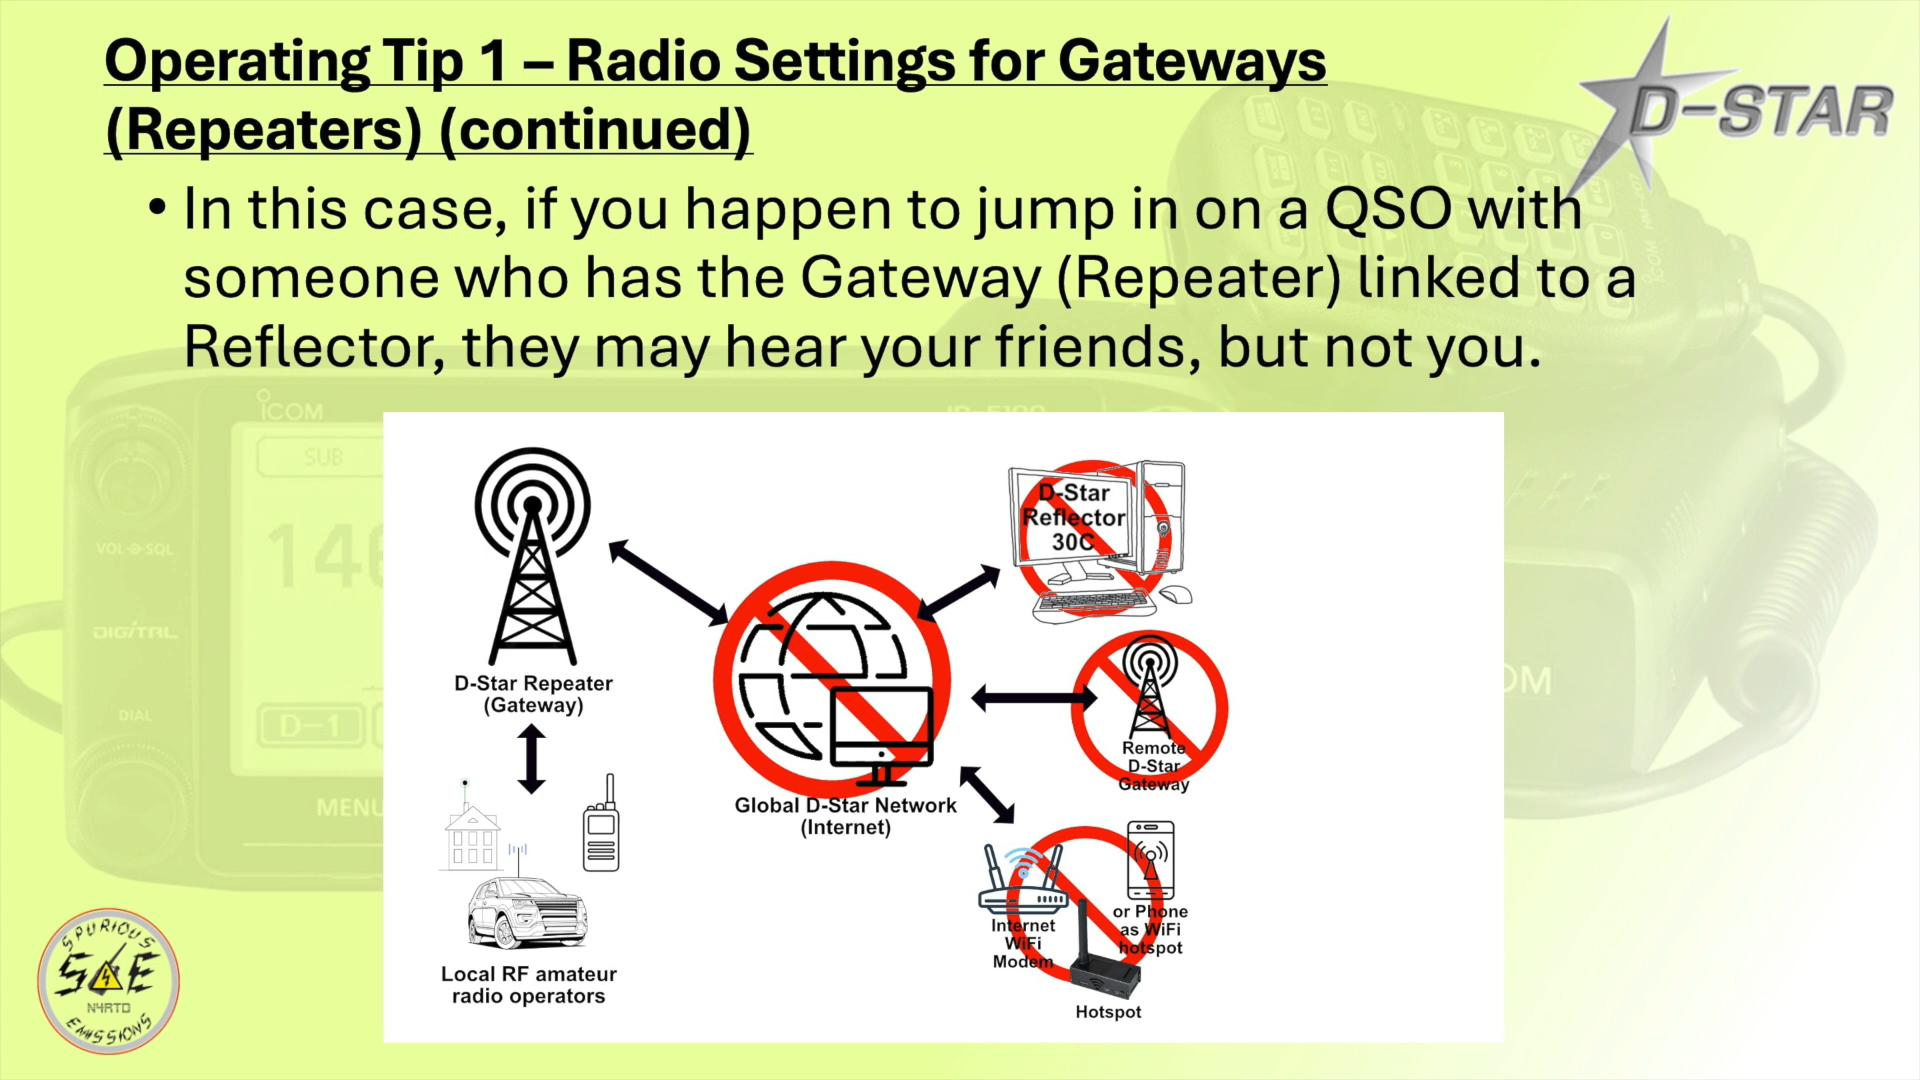 Operating Tip 1 – Radio Settings for Gateways
(Repeaters) (continued)
D-STAR
• In this case, if you happen to jump in on a QSO with
someone who has the Gateway (Repeater) linked to a
Reflector, they may hear your friends, but not you.
ICOM
SUB
146
VOL SQL
DIGITAL
DIAL
D-1
MENU
D-Star
Reflector
30C
D-Star Repeater
(Gateway)
Remote
D-Star
Gateway
Global D-Star Network
(Internet)
Internet
WiFi
Modem
or Phone
as WiFi
hotspot
Hotspot
Local RF amateur
radio operators
SPURIOUS
S E
N4RTD
EMISSIONS